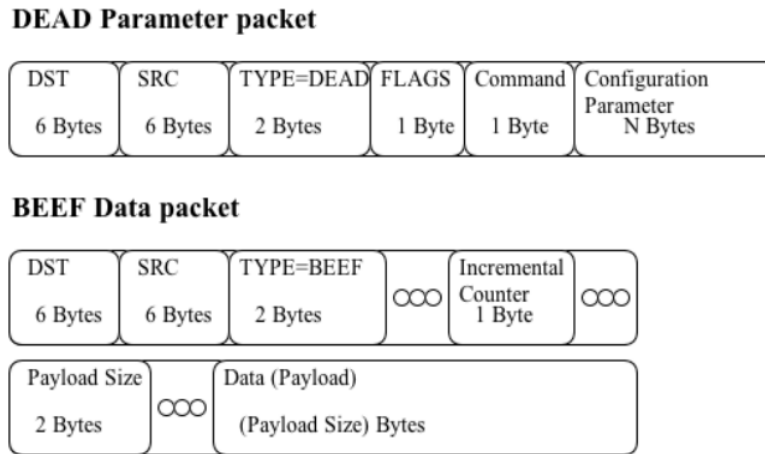 DEAD Parameter packet
DST SRC TYPE=DEAD FLAGS Command Configuration
Parameter
6 Bytes 6 Bytes 2 Bytes 1 Byte 1 Byte N Bytes
BEEF Data packet
DST SRC TYPE=BEEF Incremental
Counter
6 Bytes 6 Bytes 2 Bytes 1 Byte
Payload Size Data (Payload)
2 Bytes (Payload Size) Bytes